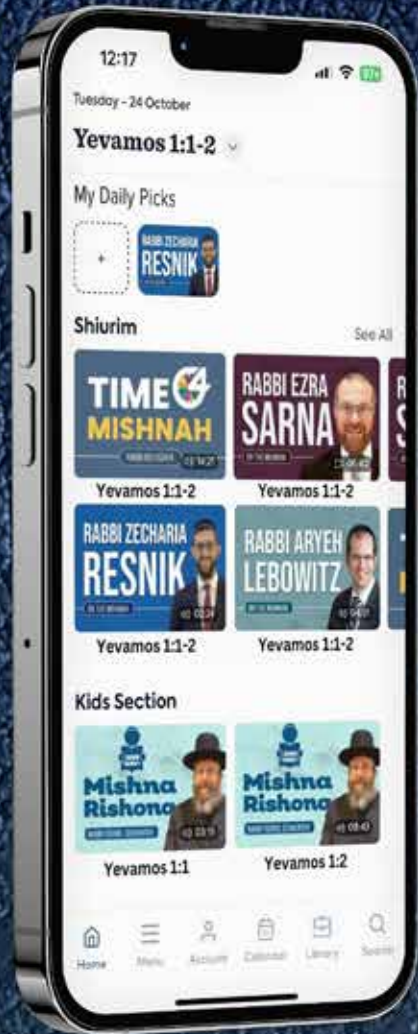 12:17
Tuesday - 24 October
Yevamos 1:1-2
My Daily Picks
+
RABBI ZECHARIA
RESNIK
Shiurim
See All
TIME 4
MISHNAH
14:21
Yevamos 1:1-2
RABBI EZRA
SARNA
Yevamos 1:1-2
RABBI ZECHARIA
RESNIK
Yevamos 1:1-2
RABBI ARYEH
LEBOWITZ
Yevamos 1:1-2
Kids Section
Mishna
Rishona
Yevamos 1:1
Mishna
Rishona
Yevamos 1:2
Home
Menu
Account
Calendar
Library
Search